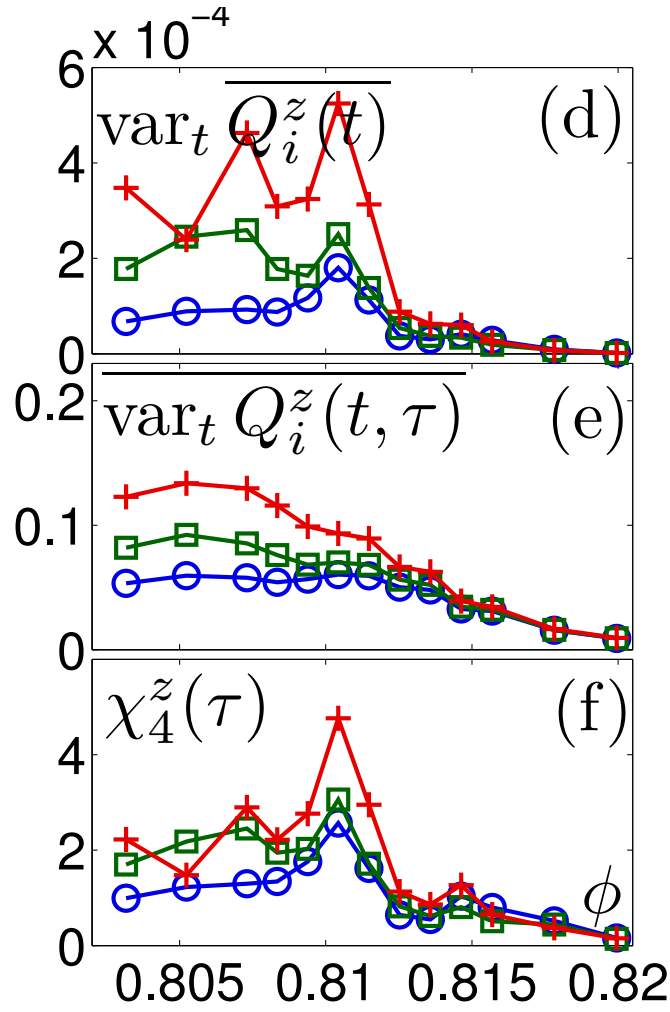 x 10⁻⁴
6
var_t \overline{Q_i^z(t)} (d)
4
2
0
\overline{var_t Q_i^z(t, τ)} (e)
0.2
0.1
0
χ_4^z(τ) (f)
4
2
ϕ
0
0.805 0.81 0.815 0.82